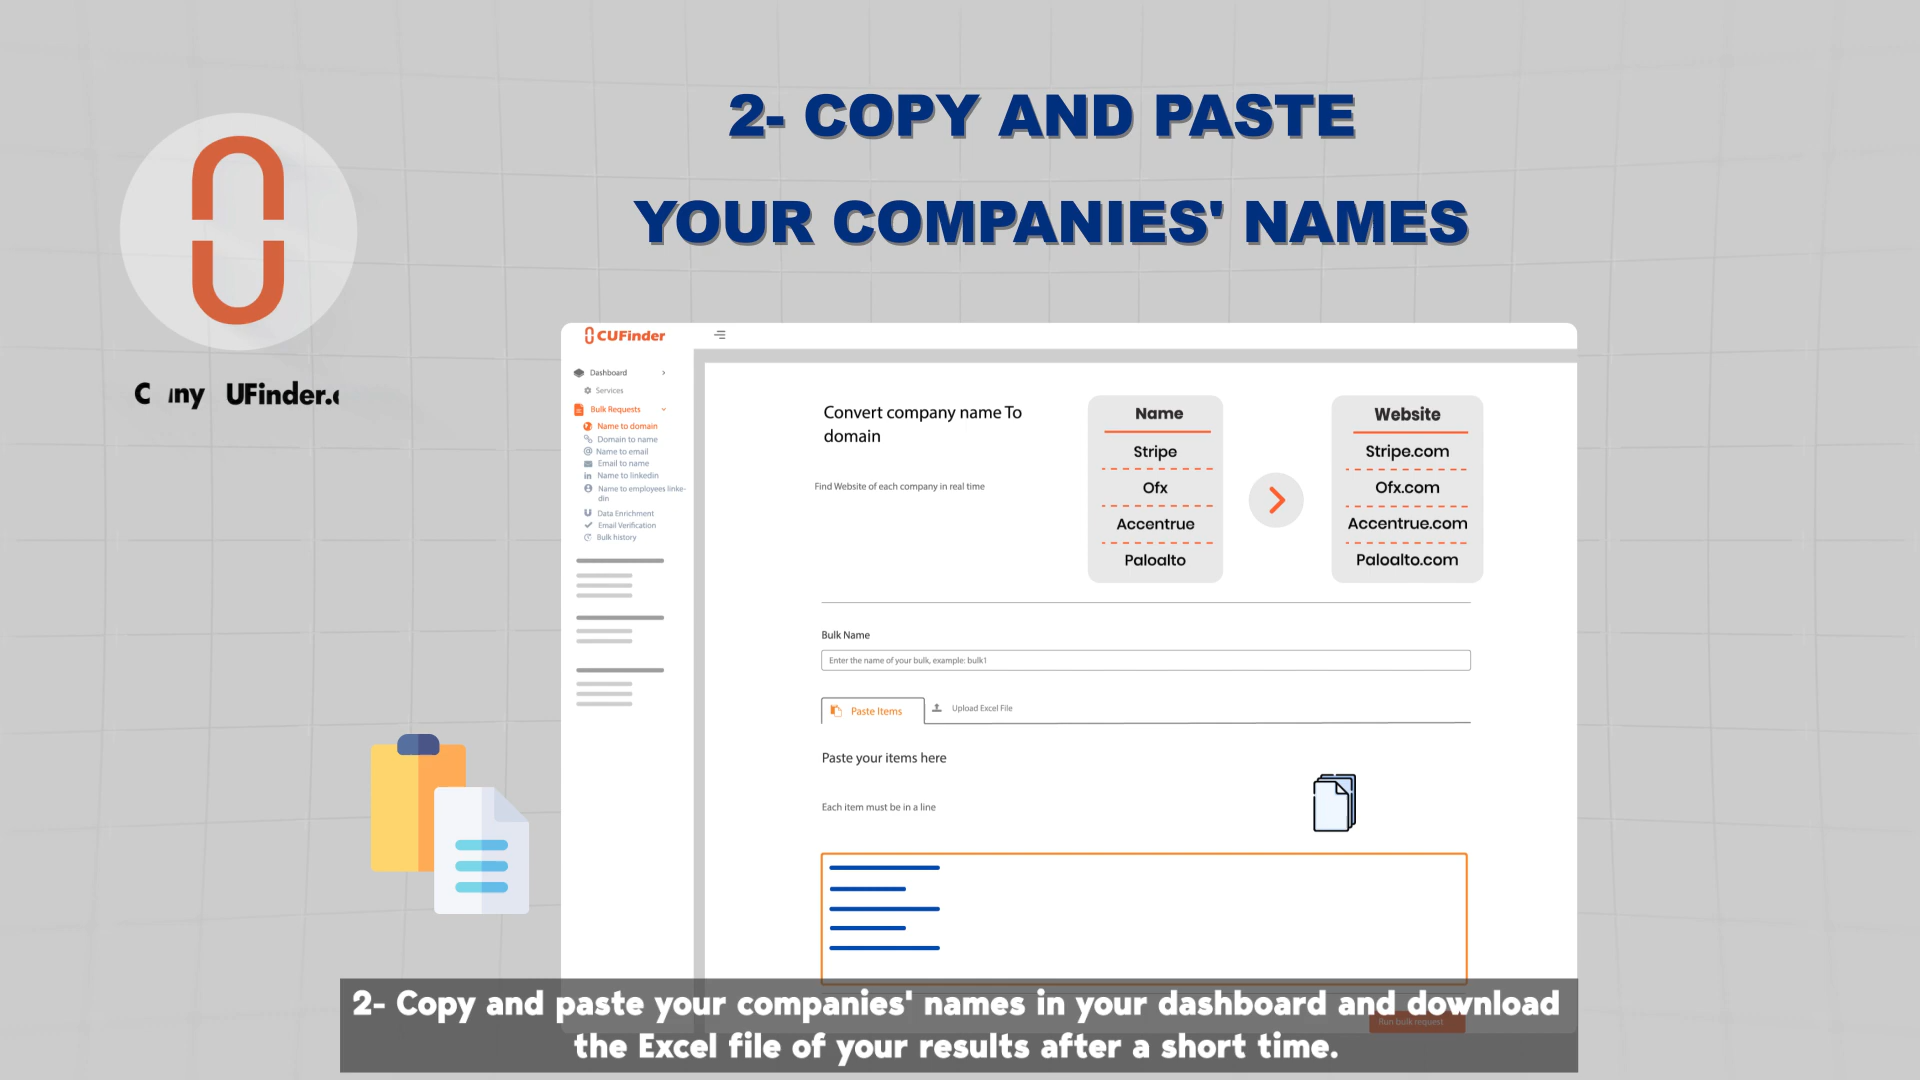 2- COPY AND PASTE
YOUR COMPANIES' NAMES
UFinder.
CUFinder
Dashboard
Services
Bulk Requests
Name to domain
Domain to name
Name to email
Email to name
Name to linkedin
Name to employees linke-
din
Data Enrichment
Email Verification
Bulk history
Convert company name To
domain
Find Website of each company in real time
Name
Stripe
Ofx
Accentrue
Paloalto
Website
Stripe.com
Ofx.com
Accentrue.com
Paloalto.com
Bulk Name
Enter the name of your bulk, example: bulk1
Paste Items
Upload Excel File
Paste your items here
Each item must be in a line
Run bulk request
2- Copy and paste your companies' names in your dashboard and download
the Excel file of your results after a short time.